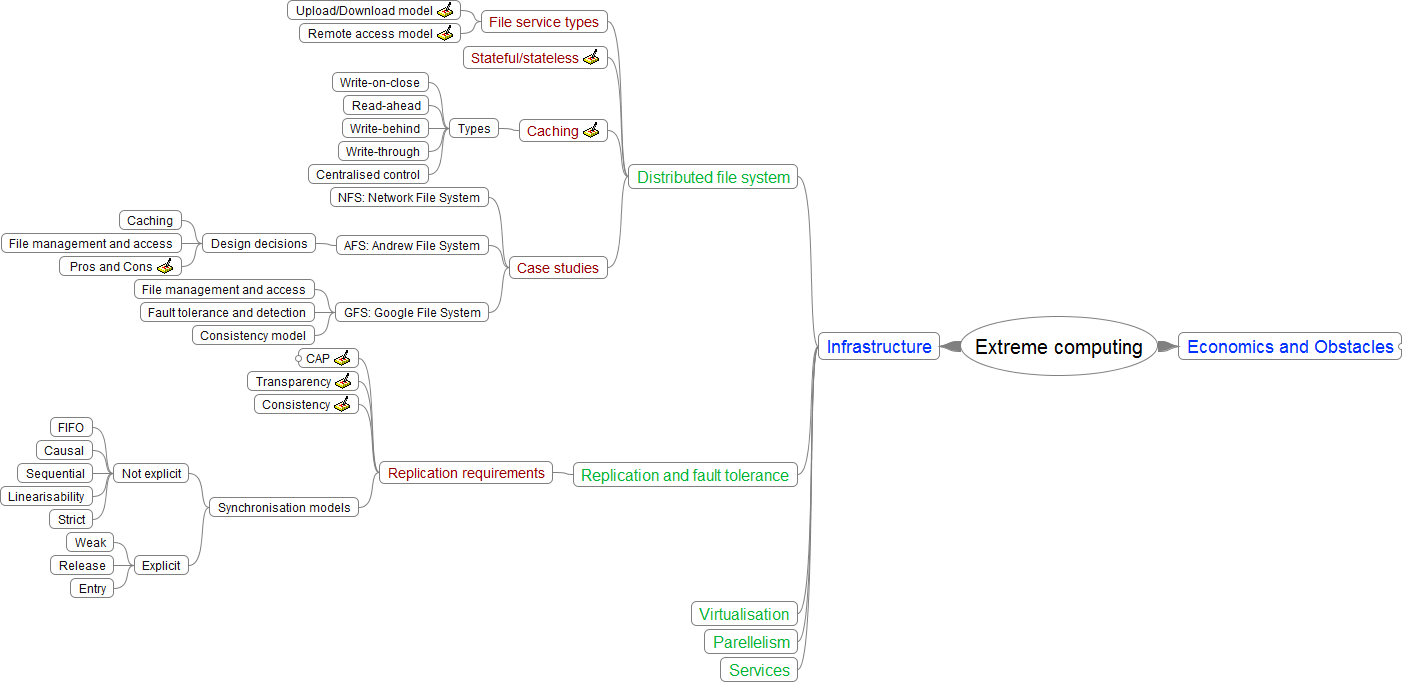 Upload/Download model
Remote access model
File service types
Stateful/stateless
Write-on-close
Read-ahead
Write-behind
Write-through
Centralised control
Types
Caching
Distributed file system
NFS: Network File System
Caching
File management and access
Pros and Cons
Design decisions
AFS: Andrew File System
Case studies
File management and access
Fault tolerance and detection
Consistency model
GFS: Google File System
Infrastructure
Extreme computing
Economics and Obstacles
CAP
Transparency
Consistency
FIFO
Causal
Sequential
Linearisability
Strict
Not explicit
Weak
Release
Entry
Explicit
Synchronisation models
Replication requirements
Replication and fault tolerance
Virtualisation
Parellelism
Services